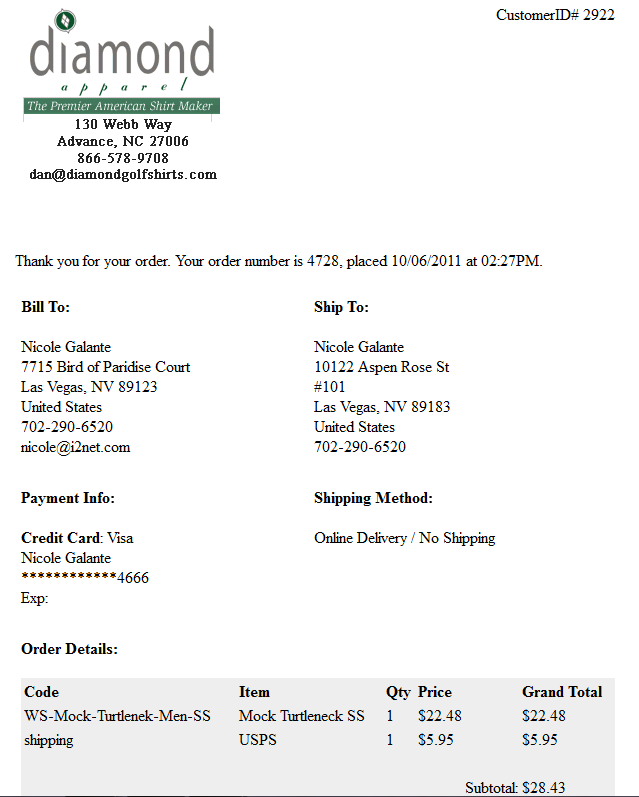 CustomerID# 2922
diamond
apparel
The Premier American Shirt Maker
130 Webb Way
Advance, NC 27006
866-578-9708
dan@diamondgolfshirts.com
Thank you for your order. Your order number is 4728, placed 10/06/2011 at 02:27PM.
Bill To:
Nicole Galante
7715 Bird of Paridise Court
Las Vegas, NV 89123
United States
702-290-6520
nicole@i2net.com
Ship To:
Nicole Galante
10122 Aspen Rose St
#101
Las Vegas, NV 89183
United States
702-290-6520
Payment Info:
Credit Card: Visa
Nicole Galante
************4666
Exp:
Shipping Method:
Online Delivery / No Shipping
Order Details:
Code Item Qty Price Grand Total
WS-Mock-Turtlenek-Men-SS Mock Turtleneck SS 1 $22.48 $22.48
shipping USPS 1 $5.95 $5.95
Subtotal: $28.43